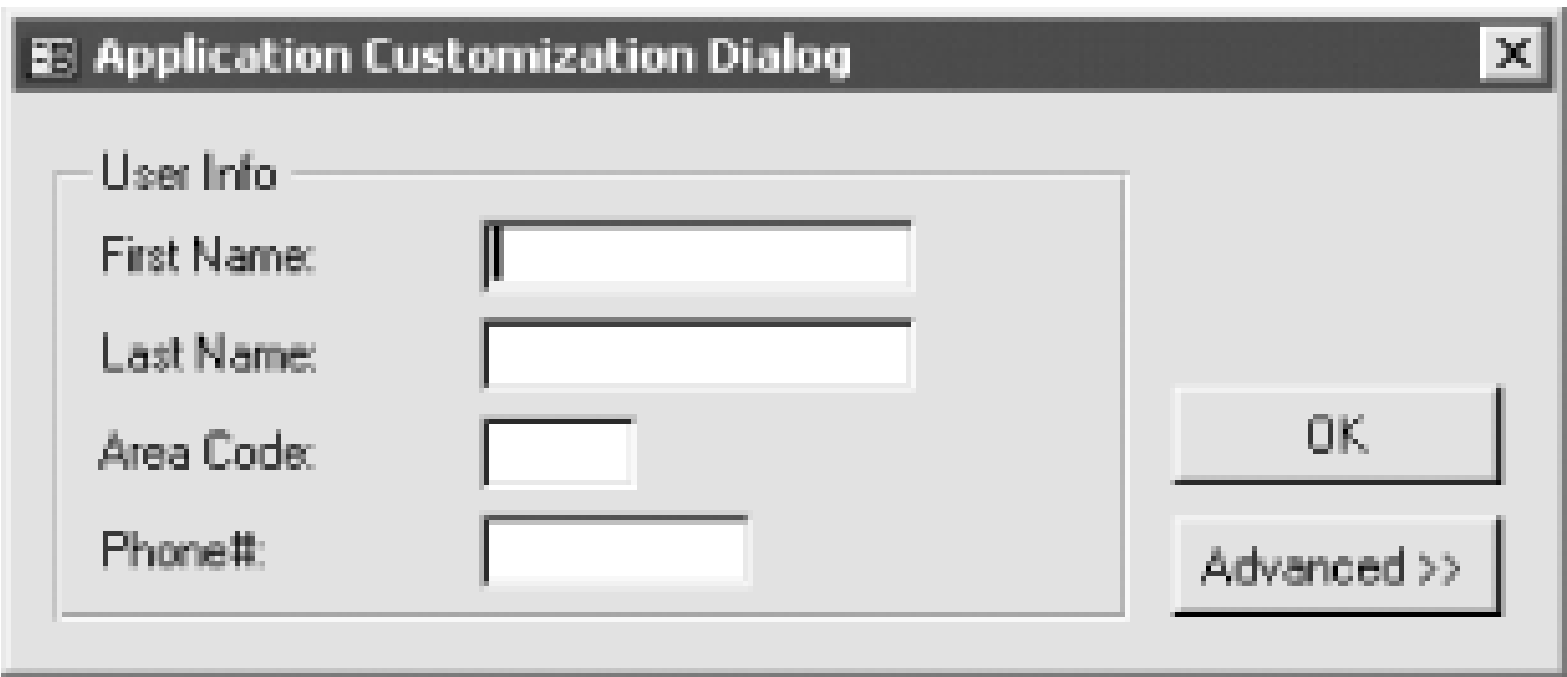 Application Customization Dialog
User Info
First Name:
Last Name:
Area Code:
Phone#:
OK
Advanced >>